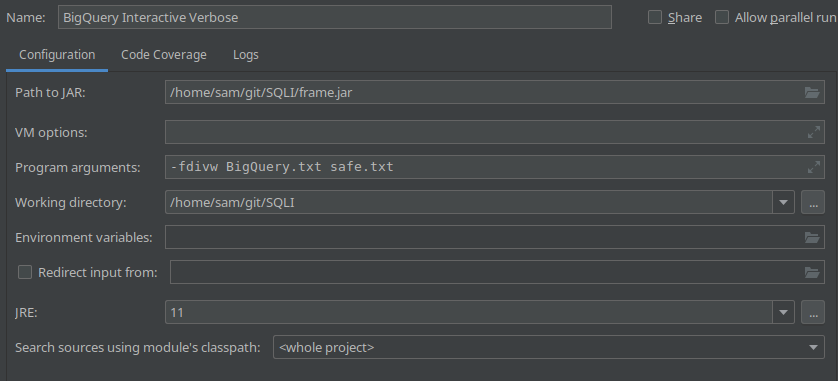 Name: BigQuery Interactive Verbose Share Allow parallel run
Configuration Code Coverage Logs
Path to JAR: /home/sam/git/SQLI/frame.jar
VM options:
Program arguments: -fdivw BigQuery.txt safe.txt
Working directory: /home/sam/git/SQLI ...
Environment variables:
Redirect input from:
JRE: 11 ...
Search sources using module's classpath: <whole project>